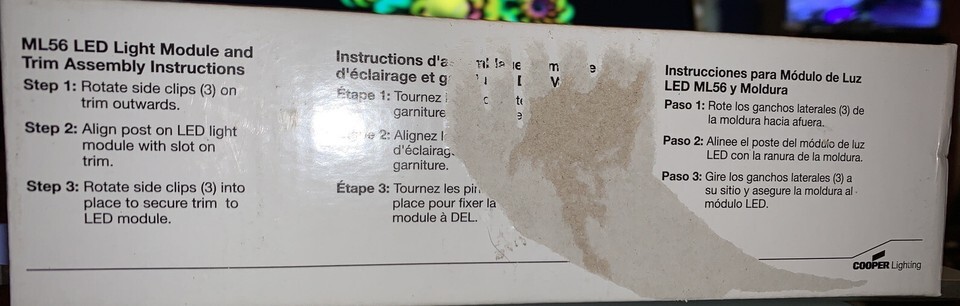 ML56 LED Light Module and
Trim Assembly Instructions
Step 1: Rotate side clips (3) on
trim outwards.
Step 2: Align post on LED light
module with slot on
trim.
Step 3: Rotate side clips (3) into
place to secure trim to
LED module.
Instructions
d'éclairage et
Étape 1: Tournez
garniture
2: Alignez
garniture.
Étape 3: Tournez les
place pour fixer la
module à DEL.
Instrucciones para Módulo de Luz
LED ML56 y Moldura
Paso 1: Rote los ganchos laterales (3) de
la moldura hacia afuera.
Paso 2: Alinee el poste del módulo de luz
LED con la ranura de la moldura.
Paso 3: Gire los ganchos laterales (3) a
su sitio y asegure la moldura al
módulo LED.
COOPER Lighting